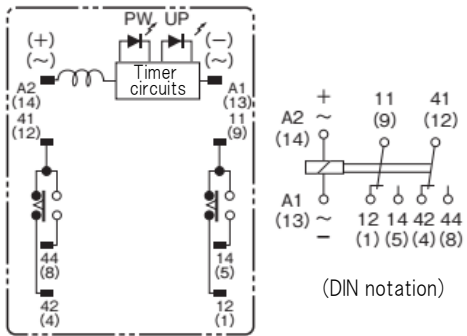 PW UP
(+) (−)
(~) (~)
Timer
circuits
A2 A1
(14) (13)
41 11
(12) (9)
44 14
(8) (5)
42 12
(4) (1)
+ 11 41
~ (9) (12)
A2
(14)
A1
(13) ~ 12 14 42 44
− (1) (5) (4) (8)
(DIN notation)